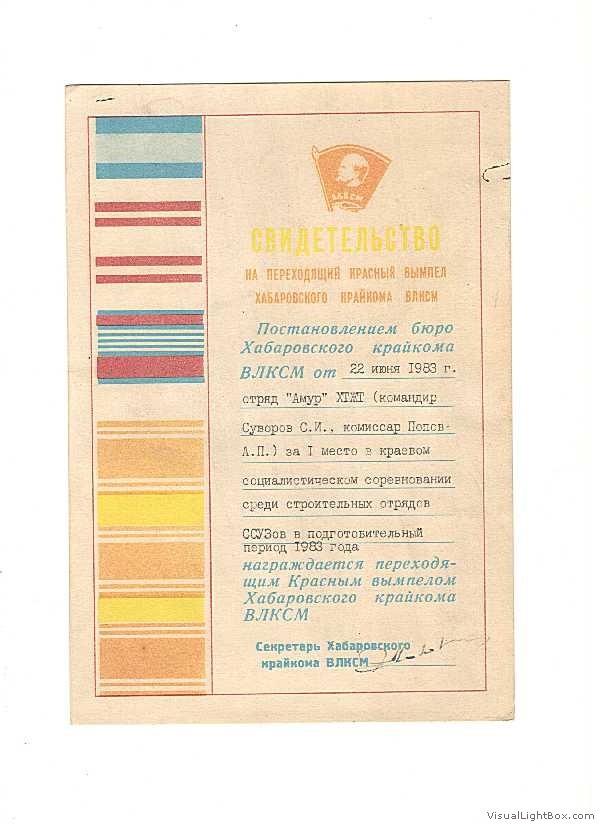 ВЛКСМ
СВИДЕТЕЛЬСТВО
НА ПЕРЕХОДЯЩИЙ КРАСНЫЙ ВЫМПЕЛ
ХАБАРОВСКОГО КРАЙКОМА ВЛКСМ
Постановлением бюро
Хабаровского крайкома
ВЛКСМ от 22 июня 1983 г.
отряд "Амур" ХТЖТ (командир
Суворов С.И., комиссар Попов-
А.П.) за I место в краевом
социалистическом соревновании
среди строительных отрядов
ССУЗов в подготовительный
период 1983 года
награждается переходя-
щим Красным вымпелом
Хабаровского крайкома
ВЛКСМ
Секретарь Хабаровского
крайкома ВЛКСМ
VisualLightBox.com